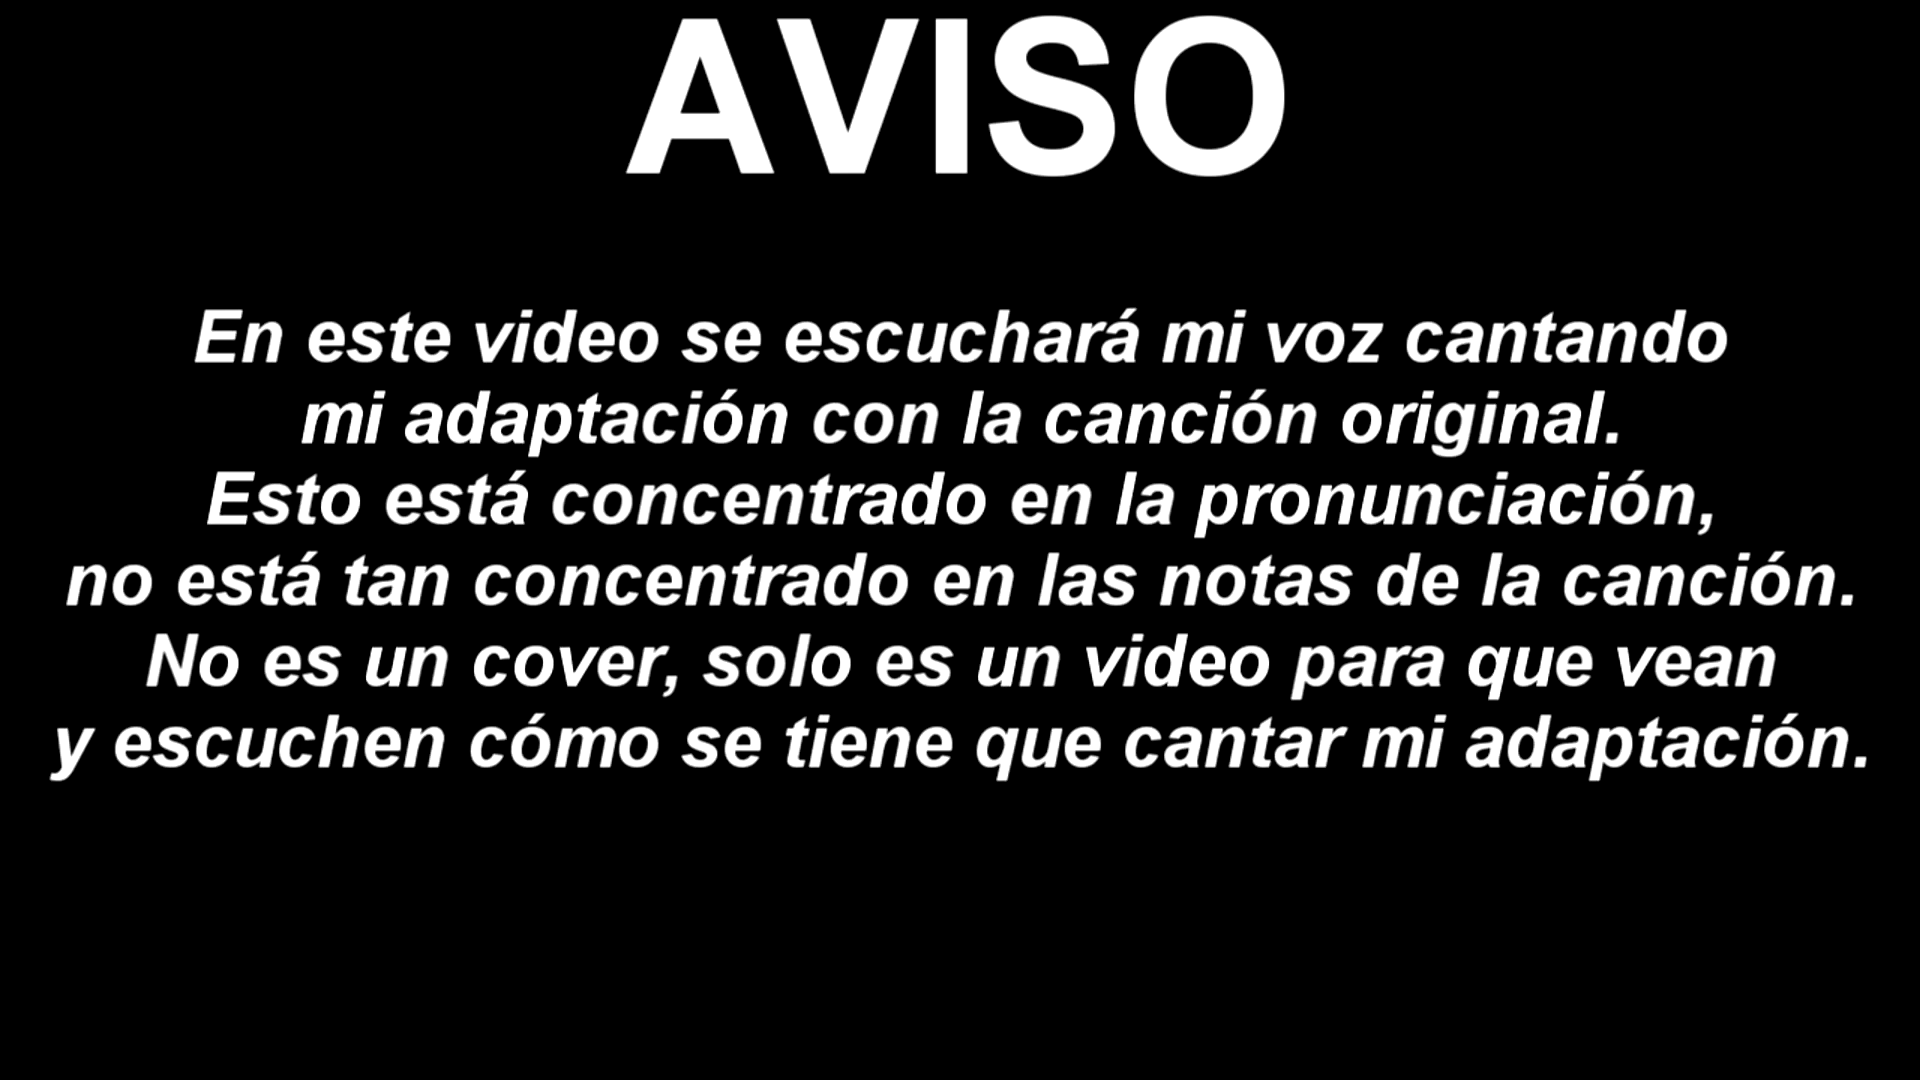 AVISO
En este video se escuchará mi voz cantando
mi adaptación con la canción original.
Esto está concentrado en la pronunciación,
no está tan concentrado en las notas de la canción.
No es un cover, solo es un video para que vean
y escuchen cómo se tiene que cantar mi adaptación.